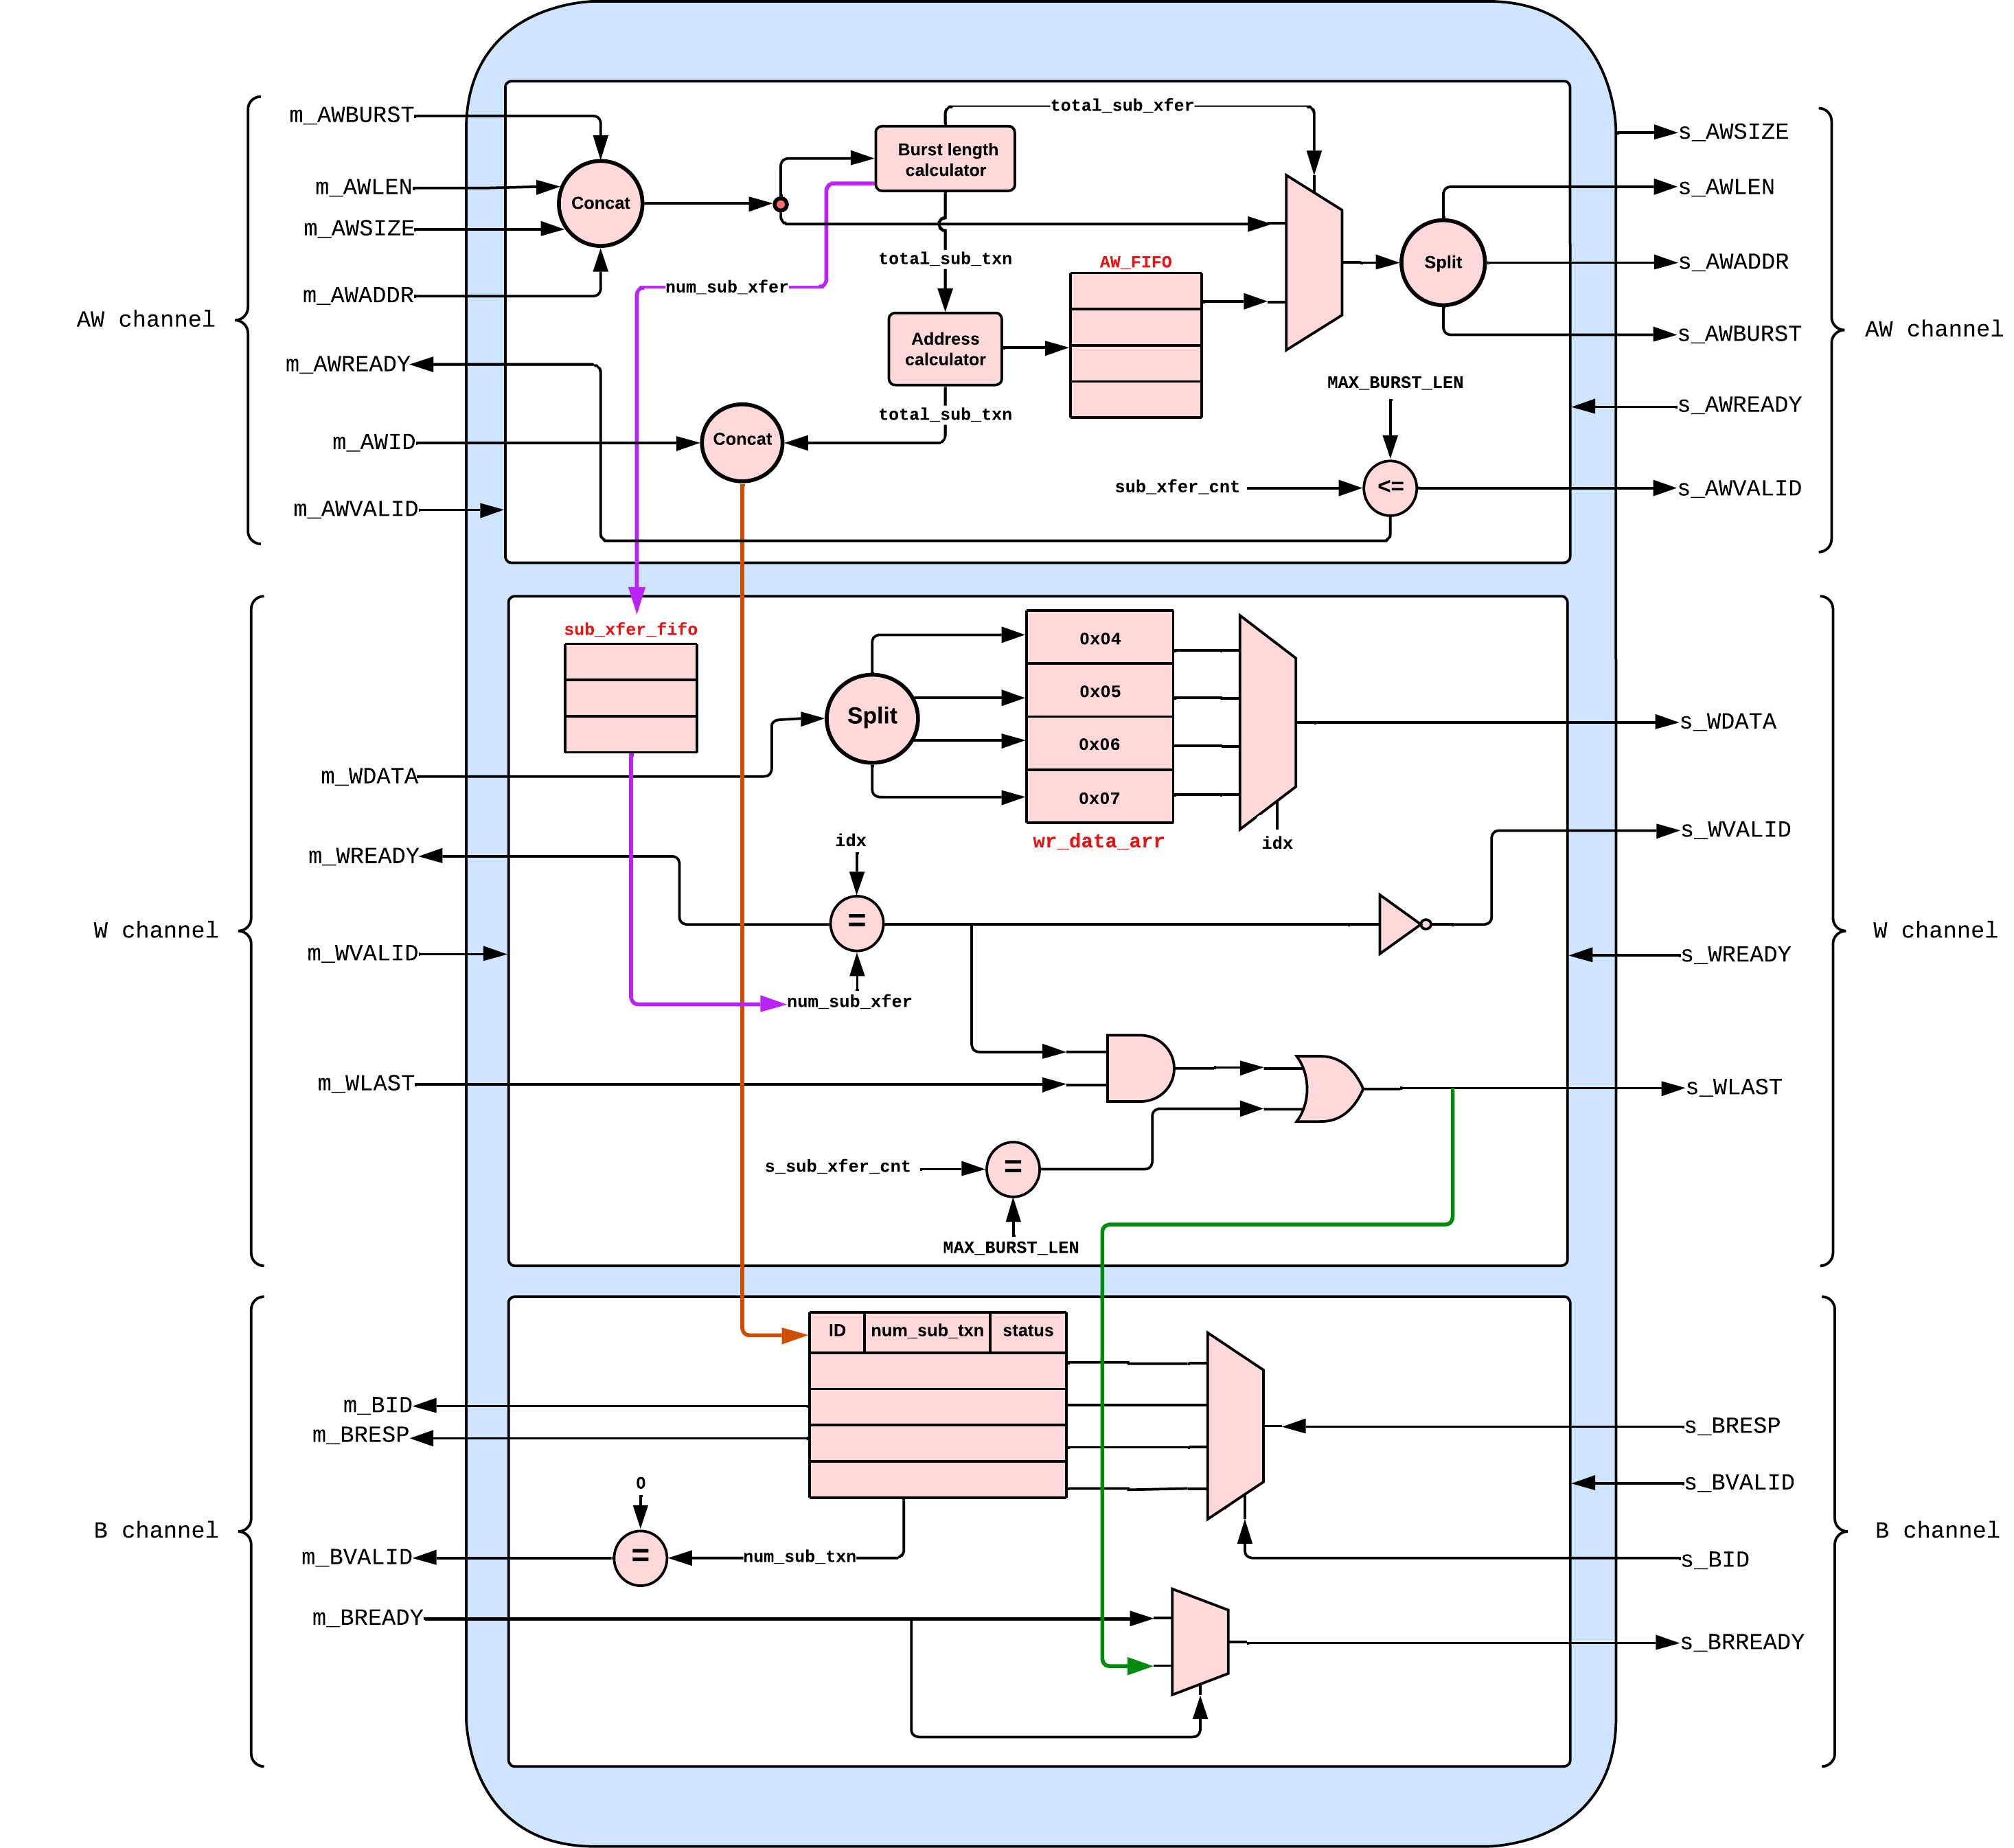 m_AWBURST
m_AWLEN
m_AWSIZE
m_AWADDR
AW channel
m_AWREADY
m_AWID
m_AWVALID
Concat
Burst length
calculator
total_sub_xfer
total_sub_txn
num_sub_xfer
AW_FIFO
Address
calculator
total_sub_txn
Concat
Split
MAX_BURST_LEN
sub_xfer_cnt
<=
s_AWSIZE
s_AWLEN
s_AWADDR
s_AWBURST
AW channel
s_AWREADY
s_AWVALID
sub_xfer_fifo
Split
0x04
0x05
0x06
0x07
wr_data_arr
idx
m_WDATA
m_WREADY
W channel
m_WVALID
m_WLAST
idx
=
num_sub_xfer
s_sub_xfer_cnt
=
MAX_BURST_LEN
s_WDATA
s_WVALID
W channel
s_WREADY
s_WLAST
ID num_sub_txn status
m_BID
m_BRESP
0
B channel
m_BVALID
=
num_sub_txn
m_BREADY
s_BRESP
s_BVALID
B channel
s_BID
s_BRREADY